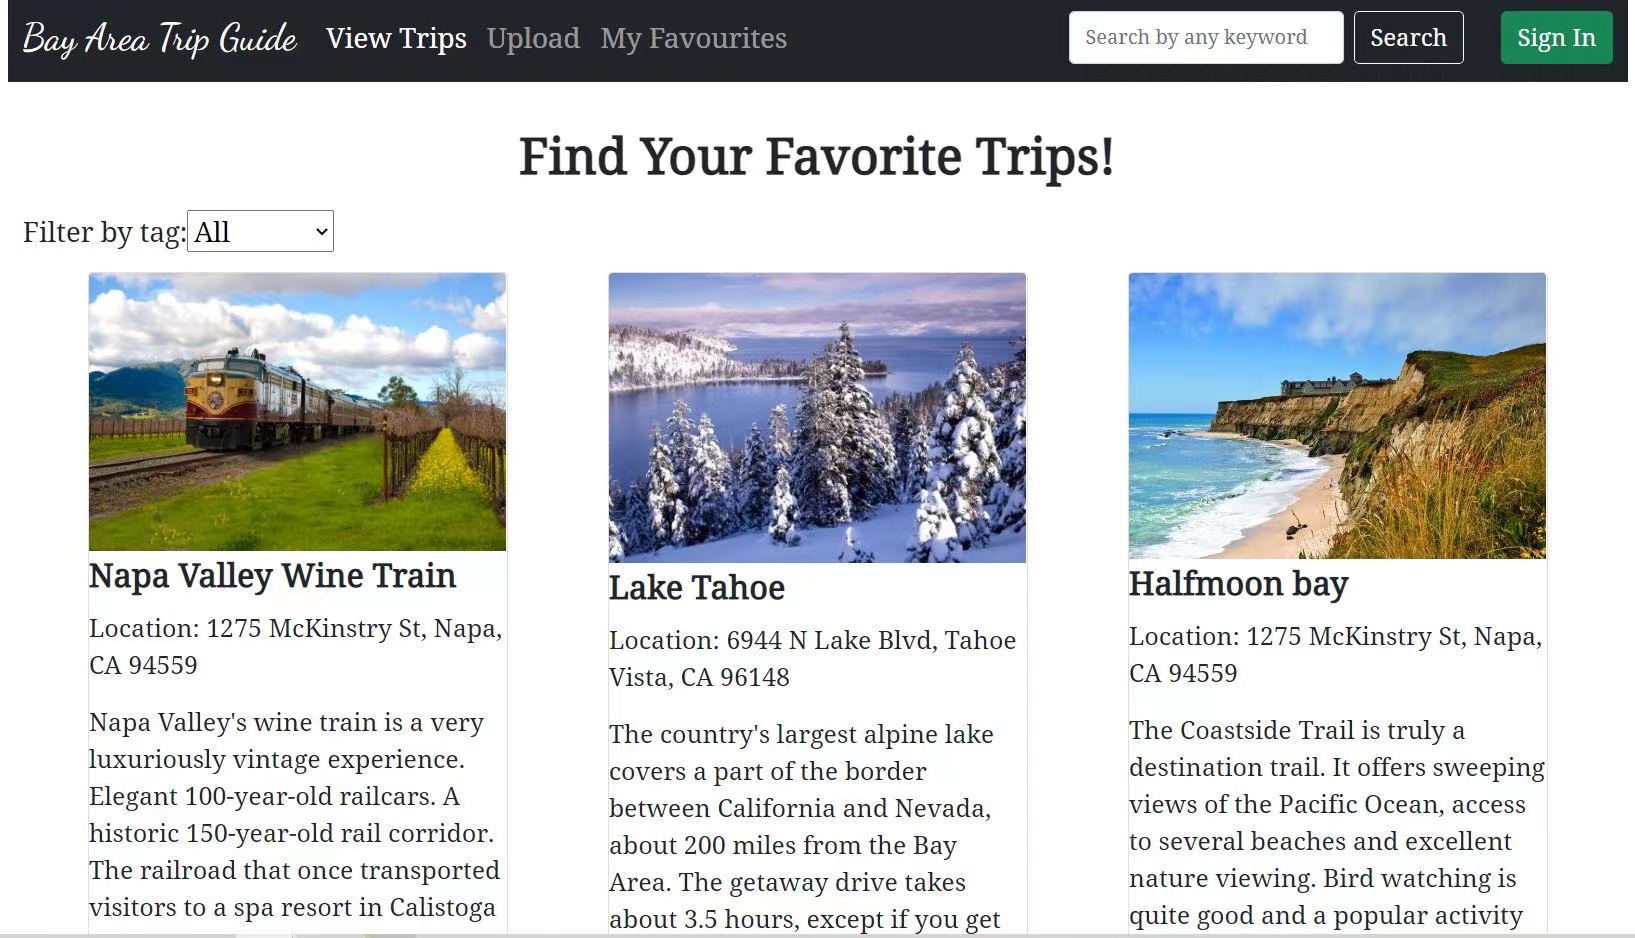 Bay Area Trip Guide View Trips Upload My Favourites Search by any keyword Search Sign In
Find Your Favorite Trips!
Filter by tag: All
Napa Valley Wine Train
Location: 1275 McKinstry St, Napa,
CA 94559
Napa Valley's wine train is a very
luxuriously vintage experience.
Elegant 100-year-old railcars. A
historic 150-year-old rail corridor.
The railroad that once transported
visitors to a spa resort in Calistoga
Lake Tahoe
Location: 6944 N Lake Blvd, Tahoe
Vista, CA 96148
The country's largest alpine lake
covers a part of the border
between California and Nevada,
about 200 miles from the Bay
Area. The getaway drive takes
about 3.5 hours, except if you get
Halfmoon bay
Location: 1275 McKinstry St, Napa,
CA 94559
The Coastside Trail is truly a
destination trail. It offers sweeping
views of the Pacific Ocean, access
to several beaches and excellent
nature viewing. Bird watching is
quite good and a popular activity